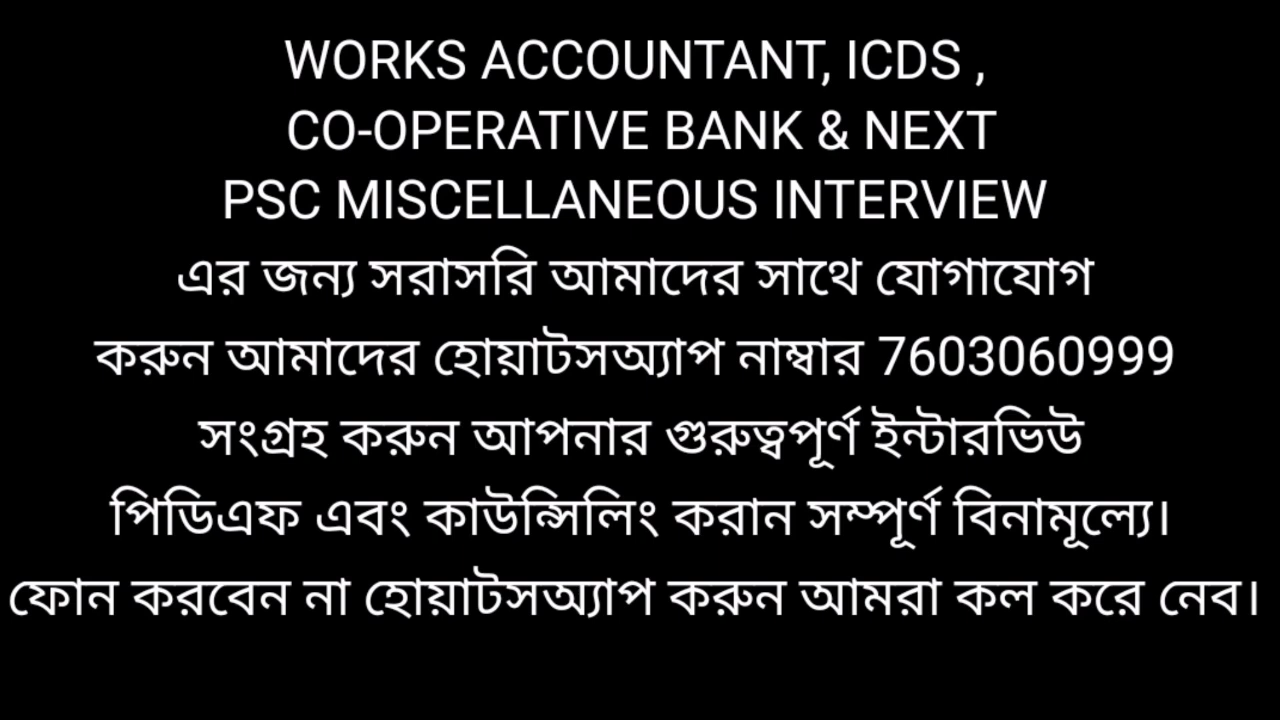 WORKS ACCOUNTANT, ICDS ,
CO-OPERATIVE BANK & NEXT
PSC MISCELLANEOUS INTERVIEW
এর জন্য সরাসরি আমাদের সাথে যোগাযোগ
করুন আমাদের হোয়াটসঅ্যাপ নাম্বার 7603060999
সংগ্রহ করুন আপনার গুরুত্বপূর্ণ ইন্টারভিউ
পিডিএফ এবং কাউন্সিলিং করান সম্পূর্ণ বিনামূল্যে।
ফোন করবেন না হোয়াটসঅ্যাপ করুন আমরা কল করে নেব।